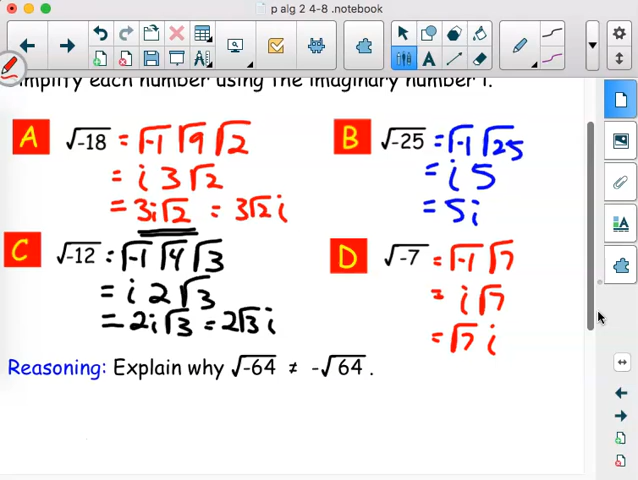 p alg 2 4-8 .notebook
implify each number using the imaginary number i.
A √-18 = √-1 √9 √2
= i 3√2
= 3i√2 = 3√2 i
B √-25 = √-1 √25
= i 5
= 5i
C √-12 = √-1 √4 √3
= i 2√3
= 2i√3 = 2√3 i
D √-7 = √-1 √7
= i√7
= √7 i
Reasoning: Explain why √-64 ≠ -√64.